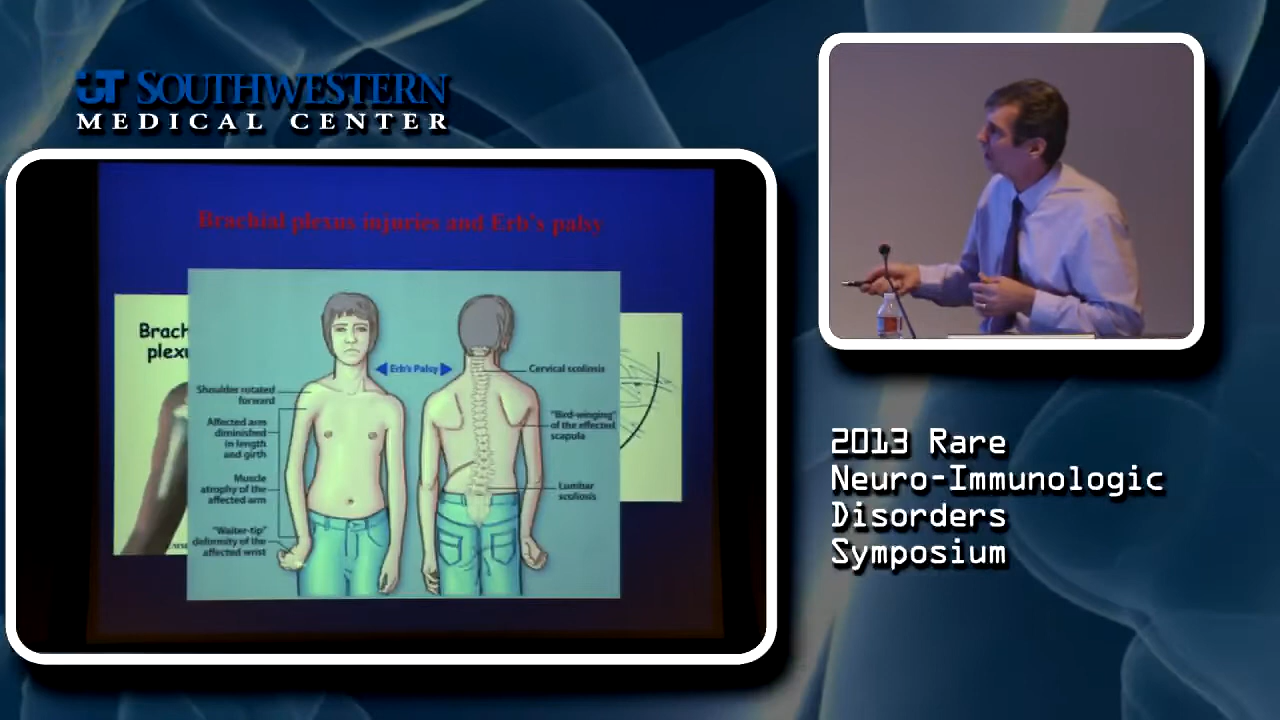 UT SOUTHWESTERN
MEDICAL CENTER
Brachial plexus injuries and Erb's palsy
Brach
plexu
Erb's Palsy
Shoulder rotated
forward
Affected arm
diminished
in length
and girth
Muscle
atrophy of the
affected arm
"Waiter-tip"
deformity of the
affected wrist
Cervical scoliosis
"Bird-winging"
of the effected
scapula
Lumbar
scoliosis
2013 Rare
Neuro-Immunologic
Disorders
Symposium